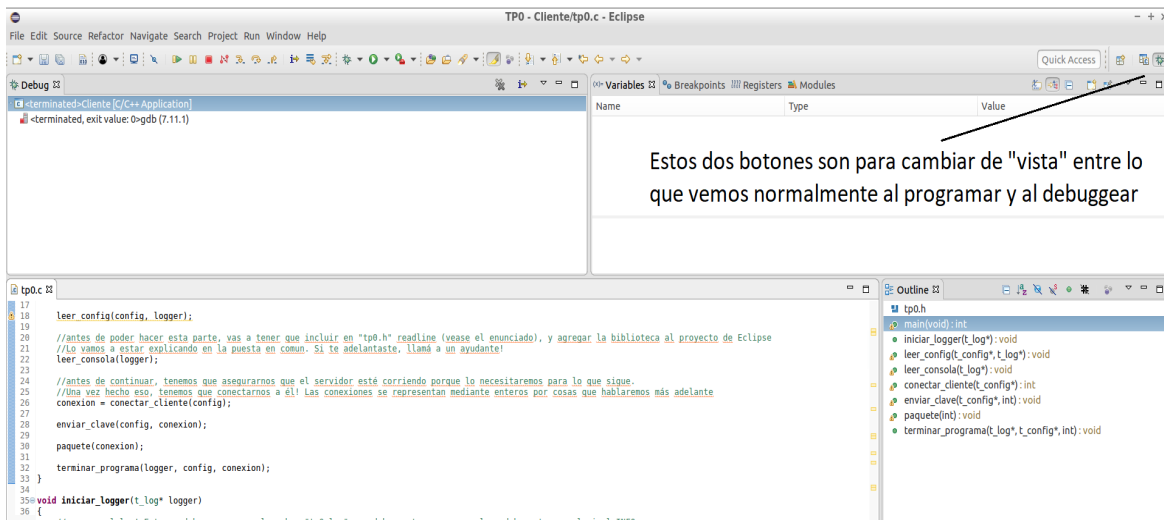 TP0 - Cliente/tp0.c - Eclipse
File Edit Source Refactor Navigate Search Project Run Window Help
Quick Access
Debug
<terminated>Cliente [C/C++ Application]
<terminated, exit value: 0>gdb (7.11.1)
Variables Breakpoints Registers Modules
Name Type Value
Estos dos botones son para cambiar de "vista" entre lo
que vemos normalmente al programar y al debuggear
tp0.c
17
18 leer_config(config, logger);
19
20 //antes de poder hacer esta parte, vas a tener que incluir en "tp0.h" readline (vease el enunciado), y agregar la biblioteca al proyecto de Eclipse
21 //Lo vamos a estar explicando en la puesta en comun. Si te adelantaste, llamá a un ayudante!
22 leer_consola(logger);
23
24 //antes de continuar, tenemos que asegurarnos que el servidor esté corriendo porque lo necesitaremos para lo que sigue.
25 //Una vez hecho eso, tenemos que conectarnos a él! Las conexiones se representan mediante enteros por cosas que hablaremos más adelante
26 conexion = conectar_cliente(config);
27
28 enviar_clave(config, conexion);
29
30 paquete(conexion);
31
32 terminar_programa(logger, config, conexion);
33 }
34
35 void iniciar_logger(t_log* logger)
36 {
Outline
tp0.h
main(void) : int
iniciar_logger(t_log*) : void
leer_config(t_config*, t_log*) : void
leer_consola(t_log*) : void
conectar_cliente(t_config*) : int
enviar_clave(t_config*, int) : void
paquete(int) : void
terminar_programa(t_log*, t_config*, int) : void